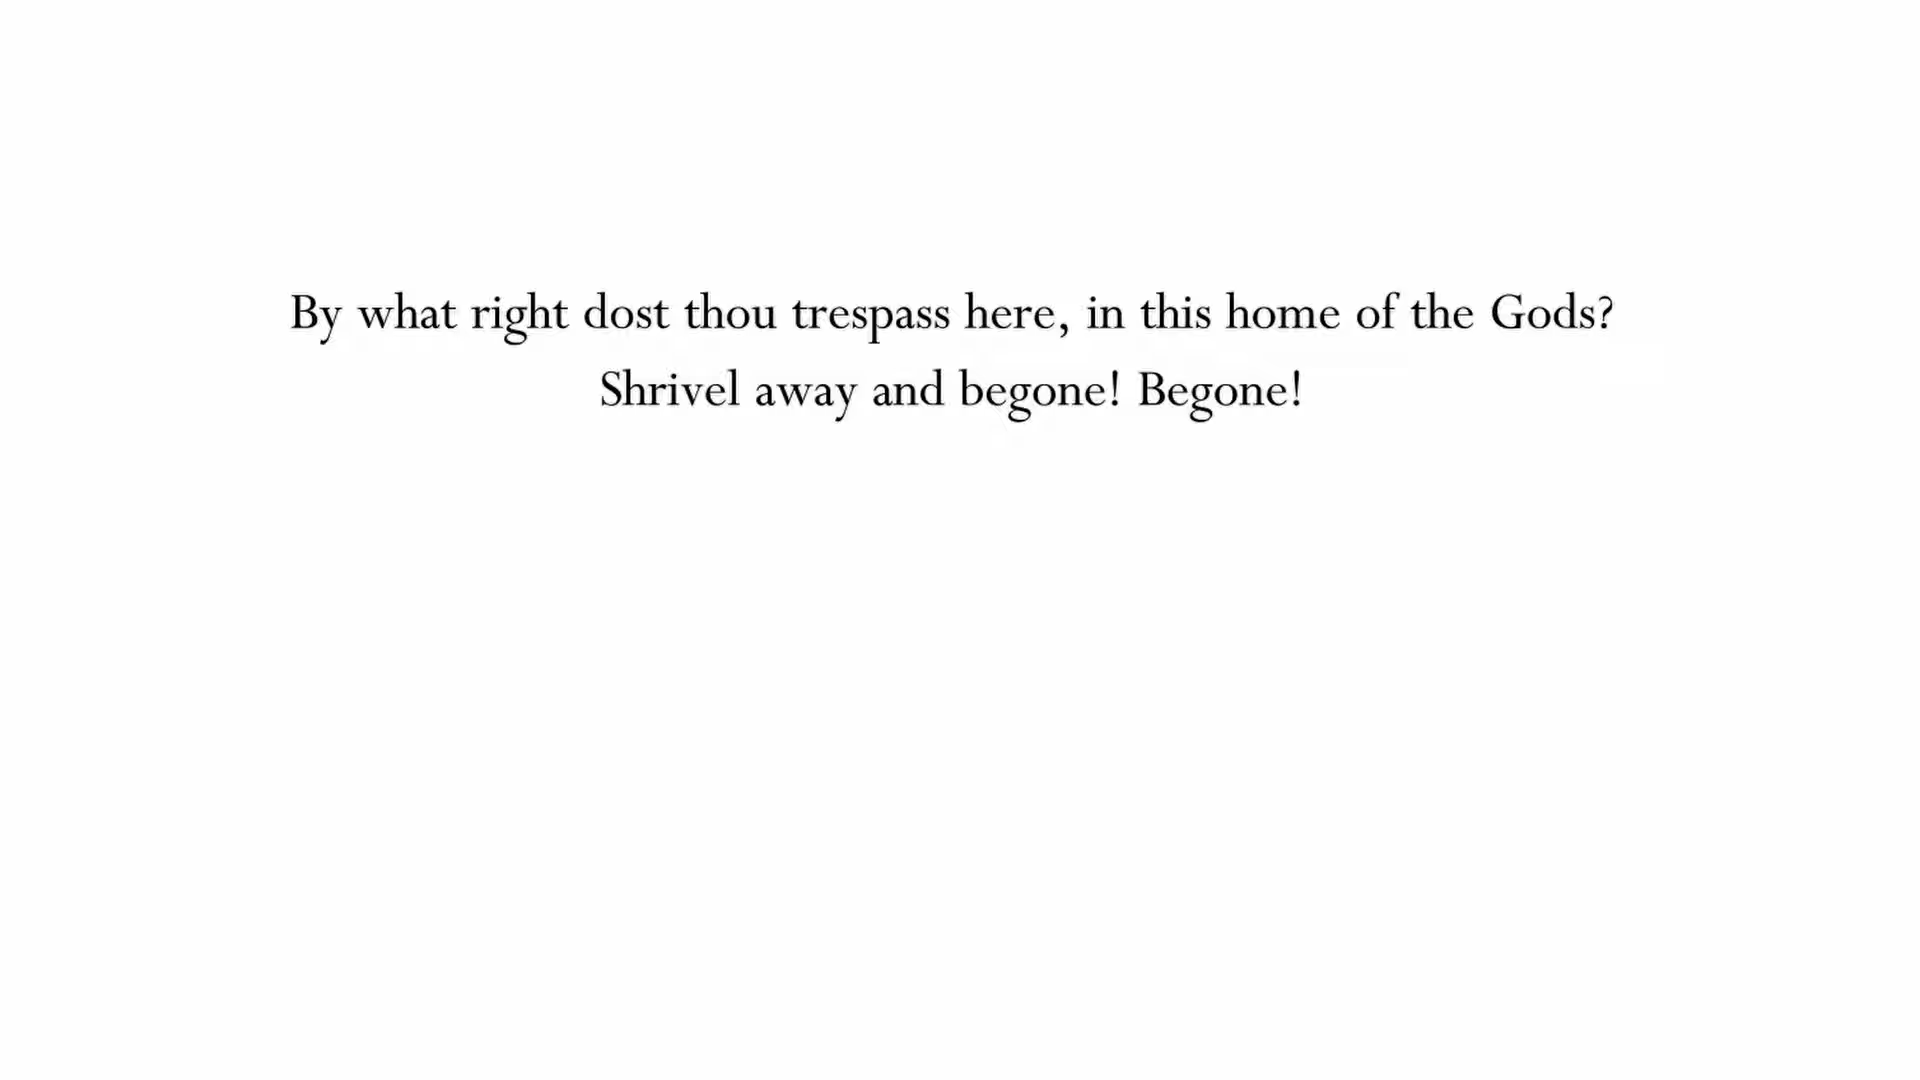 By what right dost thou trespass here, in this home of the Gods?
Shrivel away and begone! Begone!